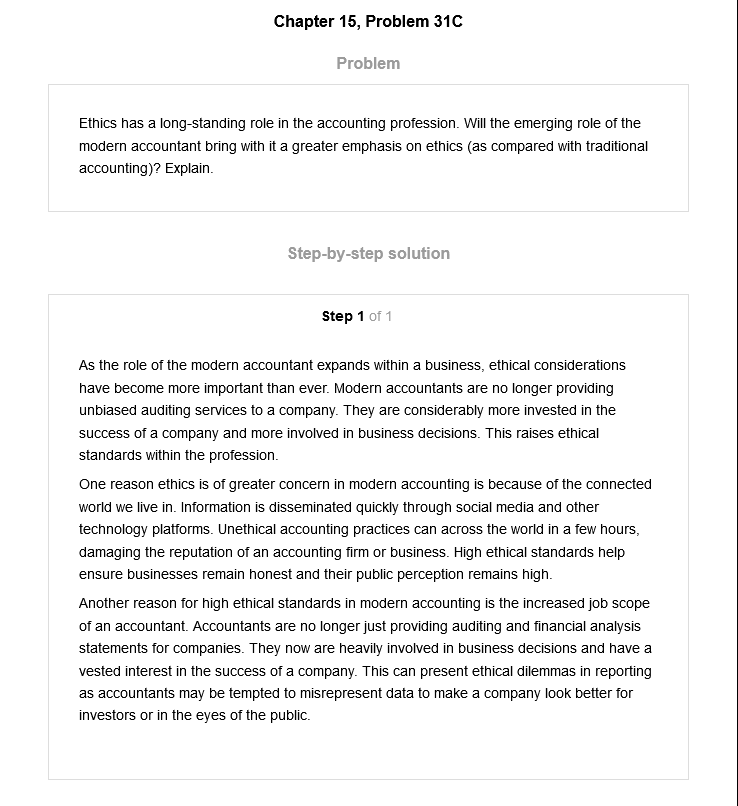 Chapter 15, Problem 31C
Problem
Ethics has a long-standing role in the accounting profession. Will the emerging role of the
modern accountant bring with it a greater emphasis on ethics (as compared with traditional
accounting)? Explain.
Step-by-step solution
Step 1 of 1
As the role of the modern accountant expands within a business, ethical considerations
have become more important than ever. Modern accountants are no longer providing
unbiased auditing services to a company. They are considerably more invested in the
success of a company and more involved in business decisions. This raises ethical
standards within the profession.
One reason ethics is of greater concern in modern accounting is because of the connected
world we live in. Information is disseminated quickly through social media and other
technology platforms. Unethical accounting practices can across the world in a few hours,
damaging the reputation of an accounting firm or business. High ethical standards help
ensure businesses remain honest and their public perception remains high.
Another reason for high ethical standards in modern accounting is the increased job scope
of an accountant. Accountants are no longer just providing auditing and financial analysis
statements for companies. They now are heavily involved in business decisions and have a
vested interest in the success of a company. This can present ethical dilemmas in reporting
as accountants may be tempted to misrepresent data to make a company look better for
investors or in the eyes of the public.